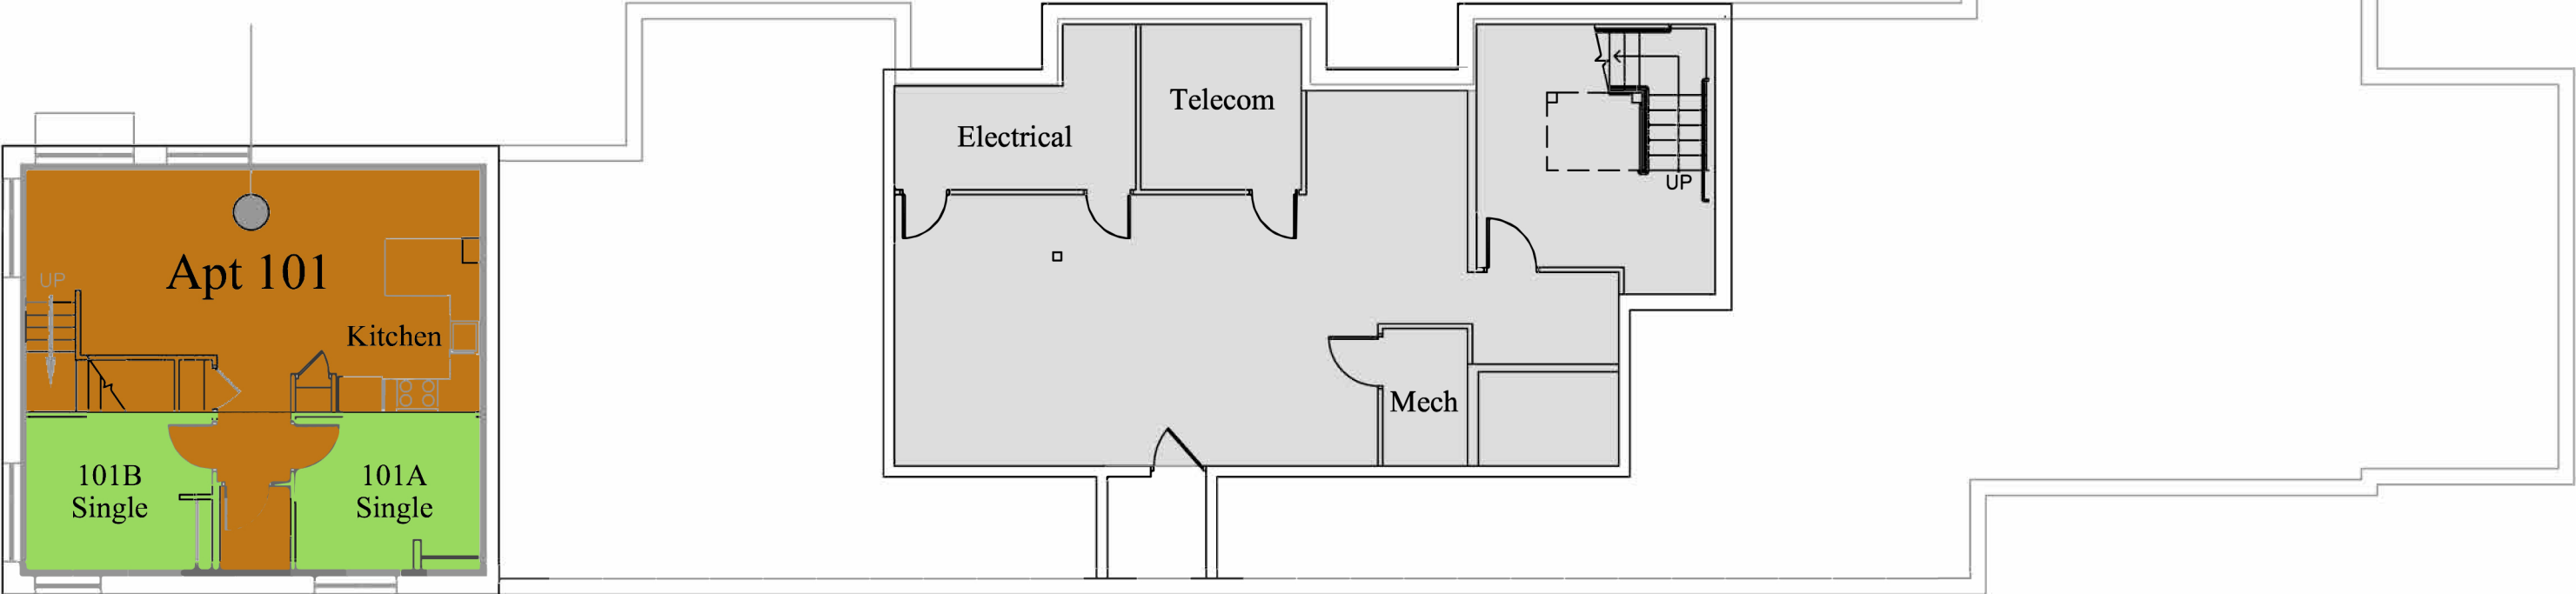 Electrical
Telecom
UP
UP
Apt 101
Kitchen
Mech
101B
Single
101A
Single